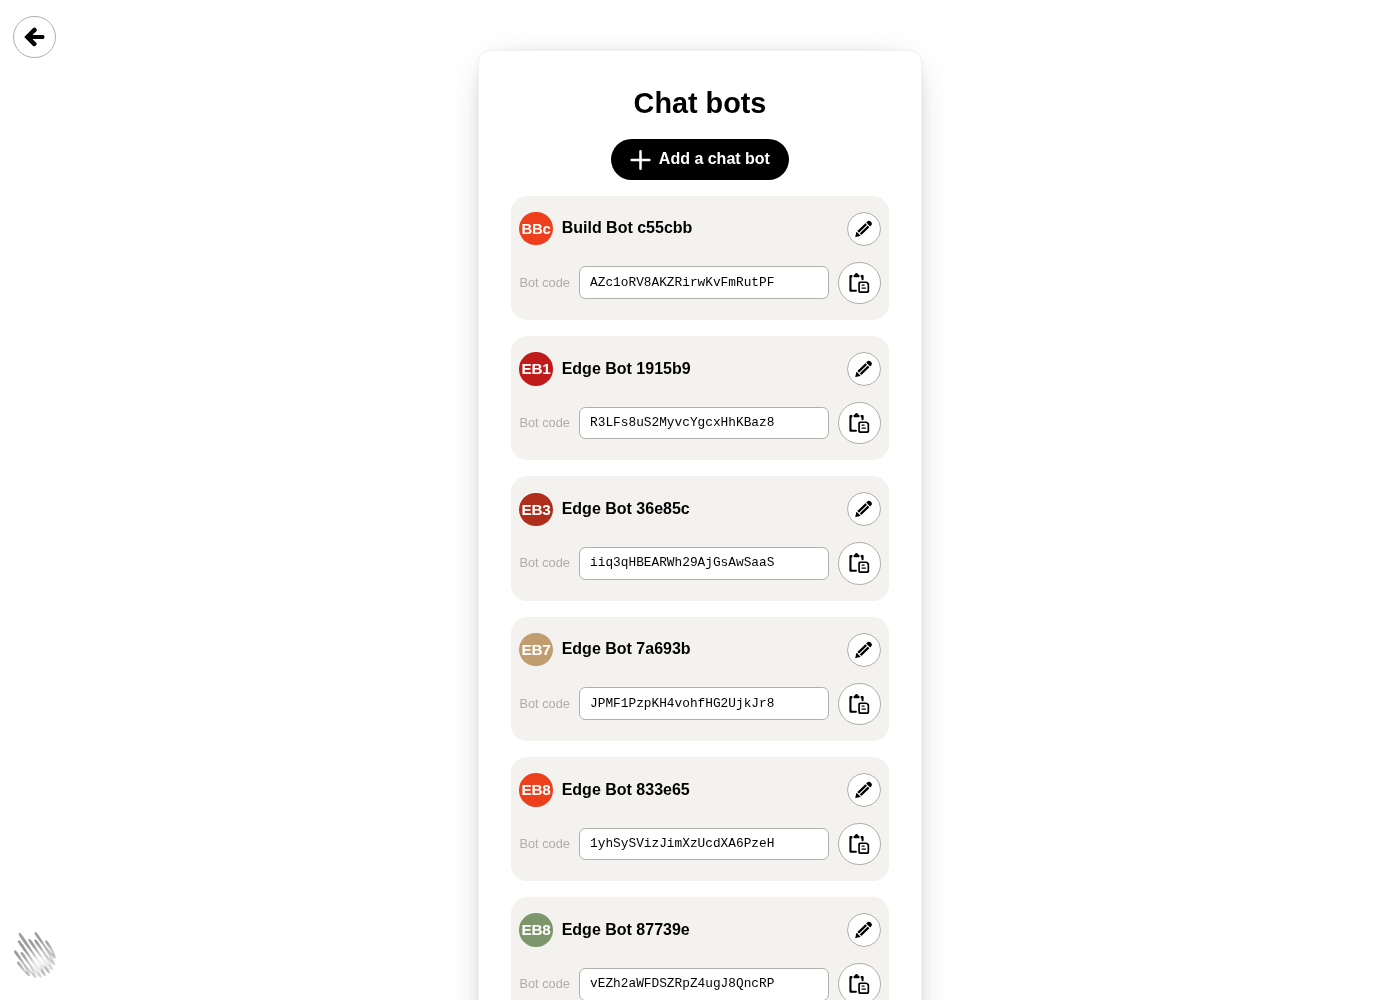 Chat bots
Add a chat bot
BBc Build Bot c55cbb
Bot code AZc1oRV8AKZRirwKvFmRutPF
EB1 Edge Bot 1915b9
Bot code R3LFs8uS2MyvcYgcxHhKBaz8
EB3 Edge Bot 36e85c
Bot code iiq3qHBEARWh29AjGsAwSaaS
EB7 Edge Bot 7a693b
Bot code JPMF1PzpKH4vohfHG2UjkJr8
EB8 Edge Bot 833e65
Bot code 1yhSySVizJimXzUcdXA6PzeH
EB8 Edge Bot 87739e
Bot code vEZh2aWFDSZRpZ4ugJ8QncRP